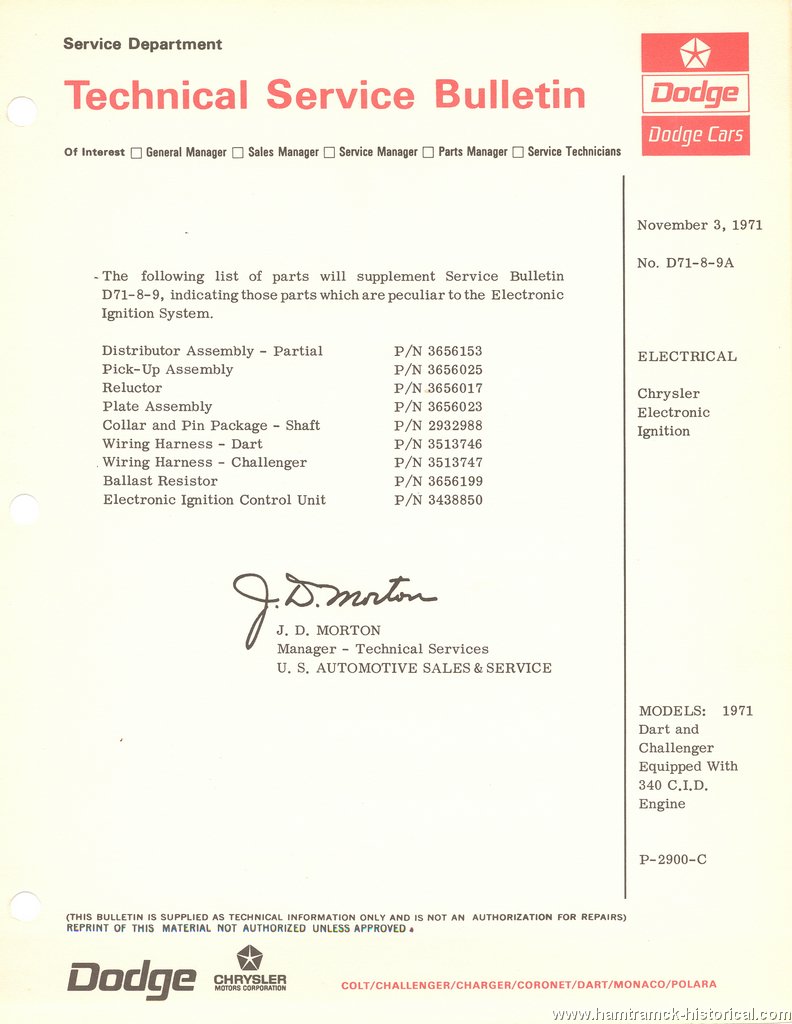 Service Department
Technical Service Bulletin
Dodge
Dodge Cars
Of Interest □ General Manager □ Sales Manager □ Service Manager □ Parts Manager □ Service Technicians
November 3, 1971
No. D71-8-9A
The following list of parts will supplement Service Bulletin
D71-8-9, indicating those parts which are peculiar to the Electronic
Ignition System.
Distributor Assembly - Partial P/N 3656153
Pick-Up Assembly P/N 3656025
Reluctor P/N 3656017
Plate Assembly P/N 3656023
Collar and Pin Package - Shaft P/N 2932988
Wiring Harness - Dart P/N 3513746
Wiring Harness - Challenger P/N 3513747
Ballast Resistor P/N 3656199
Electronic Ignition Control Unit P/N 3438850
ELECTRICAL
Chrysler
Electronic
Ignition
J. D. Morton
J. D. MORTON
Manager - Technical Services
U. S. AUTOMOTIVE SALES & SERVICE
MODELS: 1971
Dart and
Challenger
Equipped With
340 C.I.D.
Engine
P-2900-C
(THIS BULLETIN IS SUPPLIED AS TECHNICAL INFORMATION ONLY AND IS NOT AN AUTHORIZATION FOR REPAIRS)
REPRINT OF THIS MATERIAL NOT AUTHORIZED UNLESS APPROVED.
Dodge
CHRYSLER
MOTORS CORPORATION
COLT/CHALLENGER/CHARGER/CORONET/DART/MONACO/POLARA
www.hamtramck-historical.com